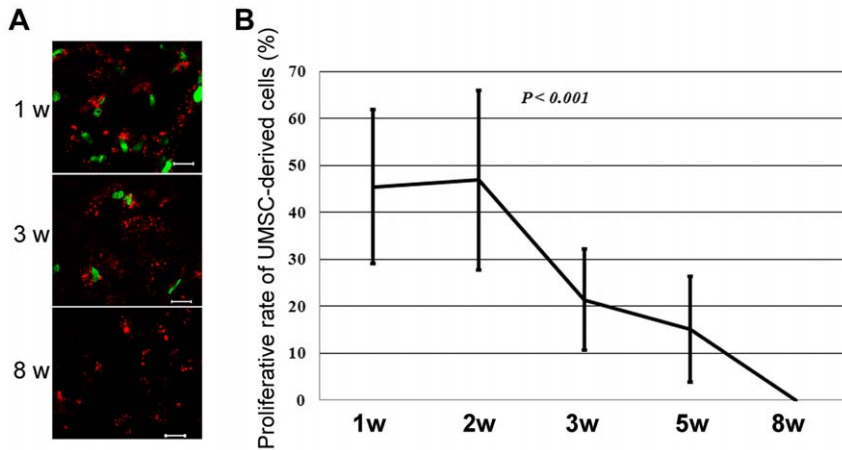 A
1 w
3 w
8 w
B
Proliferative rate of UMSC-derived cells (%)
70
60
50
40
30
20
10
0
P < 0.001
1w 2w 3w 5w 8w